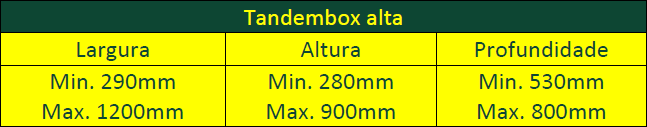 Tandembox alta
Largura Altura Profundidade
Min. 290mm Min. 280mm Min. 530mm
Max. 1200mm Max. 900mm Max. 800mm